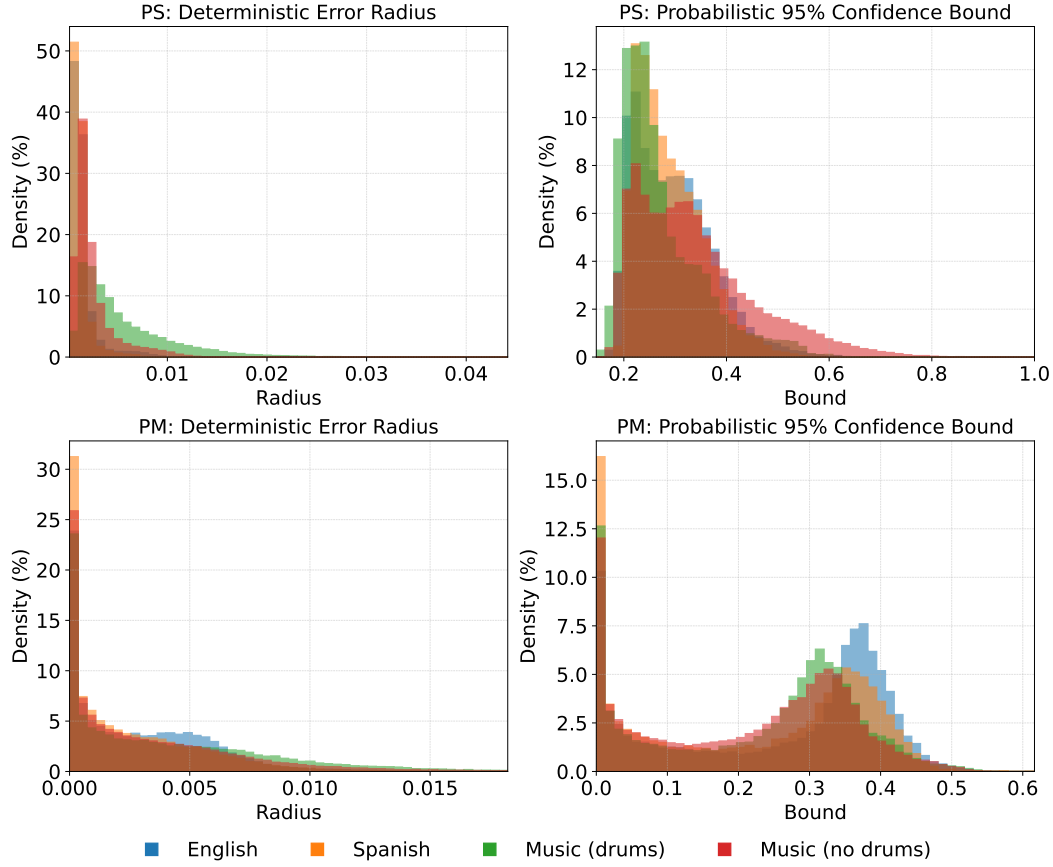 PS: Deterministic Error Radius
PS: Probabilistic 95% Confidence Bound
Density (%)
50
40
30
20
10
0
0.01
0.02
0.03
0.04
Radius
Density (%)
12
10
8
6
4
2
0
0.2
0.4
0.6
0.8
1.0
Bound
PM: Deterministic Error Radius
PM: Probabilistic 95% Confidence Bound
Density (%)
30
25
20
15
10
5
0
0.000
0.005
0.010
0.015
Radius
Density (%)
15.0
12.5
10.0
7.5
5.0
2.5
0.0
0.0
0.1
0.2
0.3
0.4
0.5
0.6
Bound
English
Spanish
Music (drums)
Music (no drums)